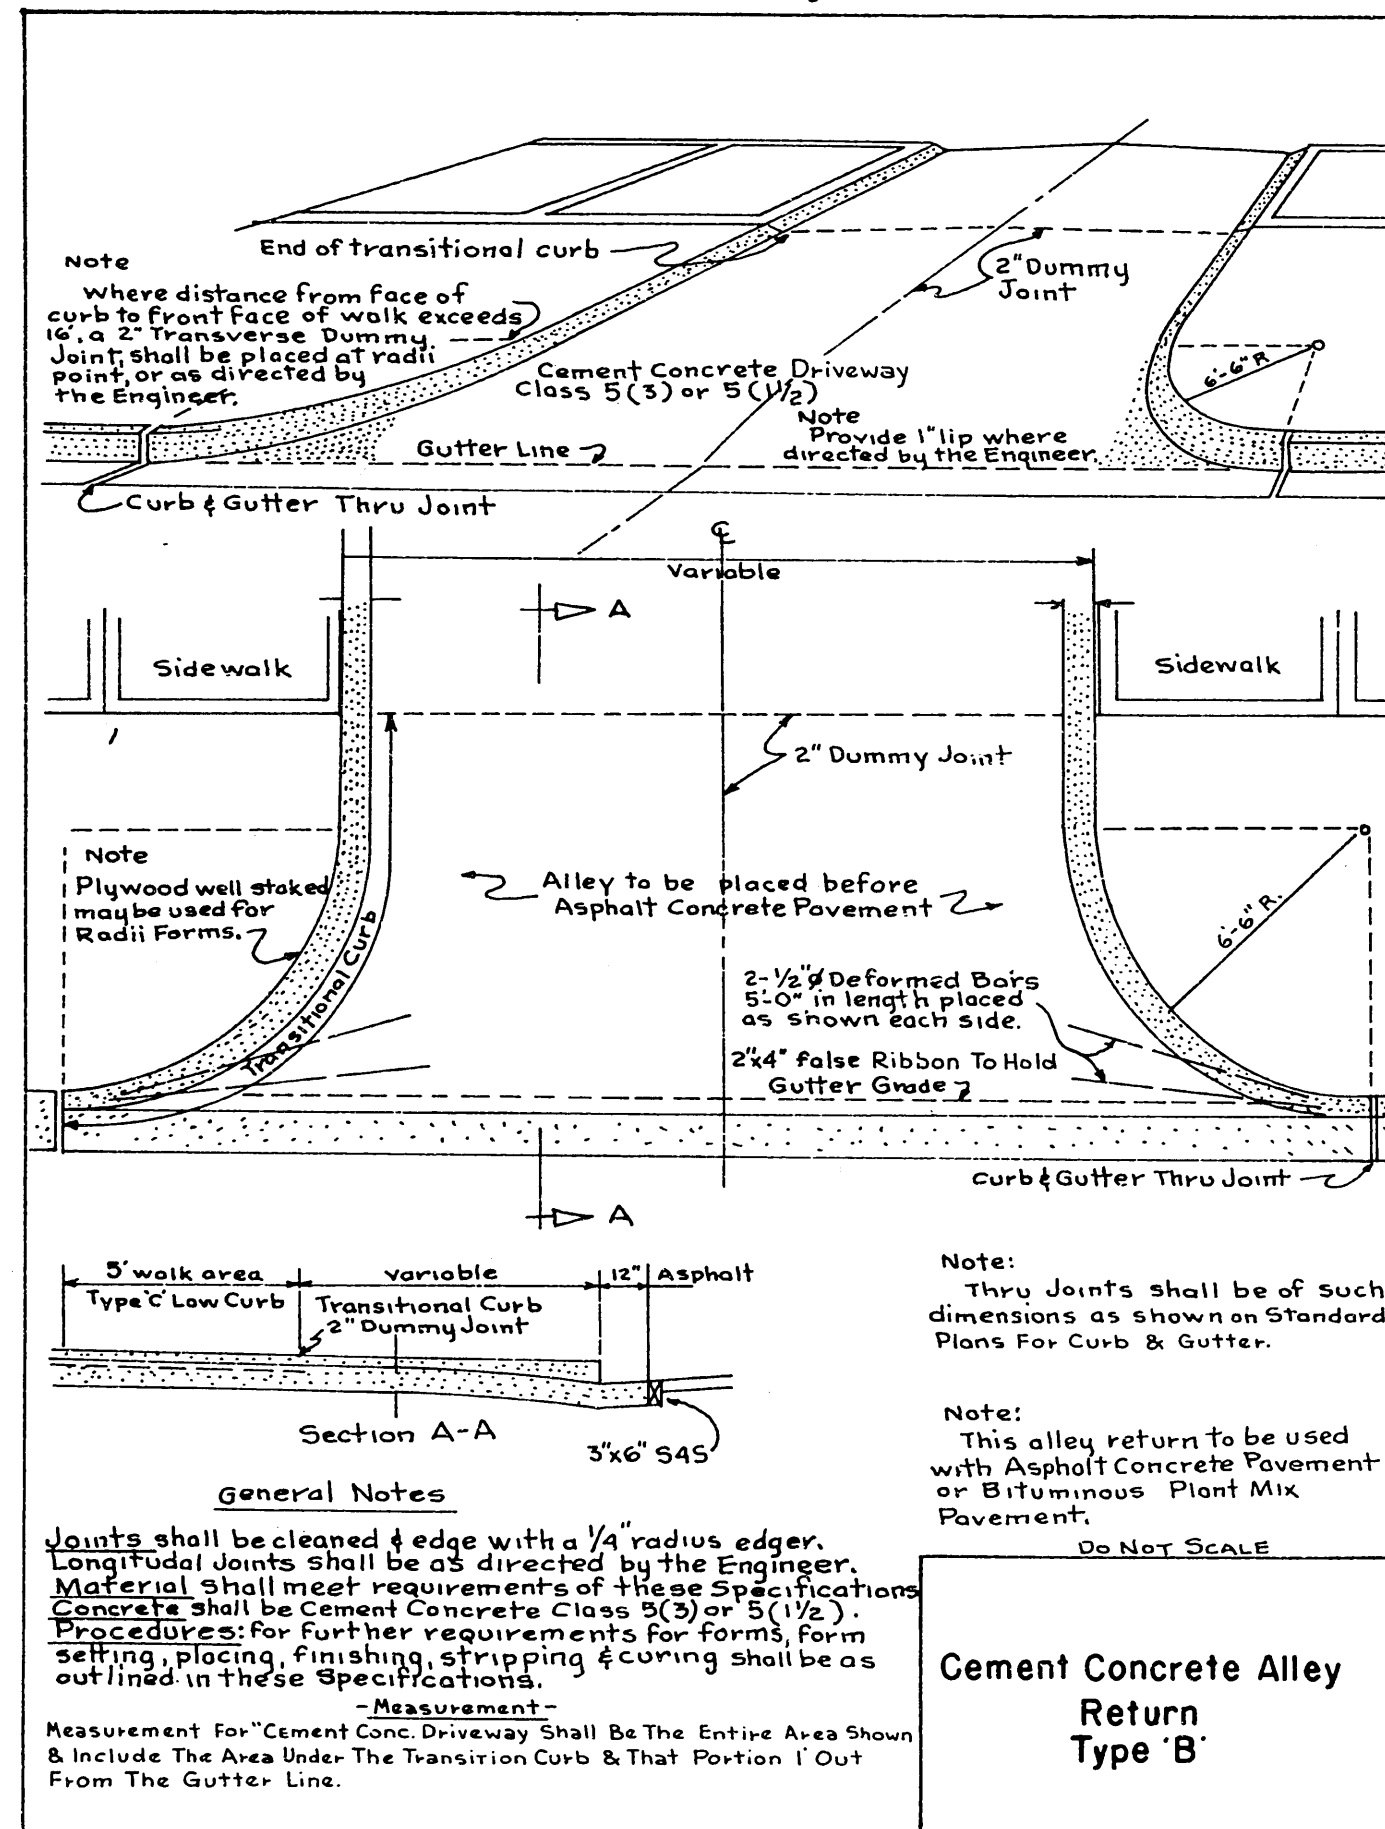 End of transitional curb
Note
Where distance from face of
curb to front face of walk exceeds
16', a 2" Transverse Dummy
Joint, shall be placed at radii
point, or as directed by
the Engineer.
2" Dummy
Joint
6'-6" R.
Cement Concrete Driveway
Class 5(3) or 5(1½)
Note
Provide 1" lip where
directed by the Engineer.
Gutter Line
Curb & Gutter Thru Joint
℄
Variable
A
Sidewalk
Sidewalk
2" Dummy Joint
Note
Plywood well staked
may be used for
Radii Forms.
Transitional Curb
Alley to be placed before
Asphalt Concrete Pavement
6'-6" R.
2-½"ø Deformed Bars
5'-0" in length placed
as shown each side.
2"x4" false Ribbon To Hold
Gutter Grade
Curb & Gutter Thru Joint
A
5' walk area
variable
12"
Asphalt
Type 'C' Low Curb
Transitional Curb
2" Dummy Joint
Section A-A
3"x6" S4S
Note:
Thru Joints shall be of such
dimensions as shown on Standard
Plans For Curb & Gutter.
Note:
This alley return to be used
with Asphalt Concrete Pavement
or Bituminous Plant Mix
Pavement.
Do Not Scale
General Notes
Joints shall be cleaned & edge with a ¼" radius edger.
Longitudal Joints shall be as directed by the Engineer.
Material shall meet requirements of these Specifications
Concrete shall be Cement Concrete Class 5(3) or 5(1½).
Procedures: for further requirements for forms, form
setting, placing, finishing, stripping & curing shall be as
outlined in these Specifications.
-Measurement-
Measurement For "Cement Conc. Driveway Shall Be The Entire Area Shown
& Include The Area Under The Transition Curb & That Portion 1' Out
From The Gutter Line.
Cement Concrete Alley
Return
Type 'B'